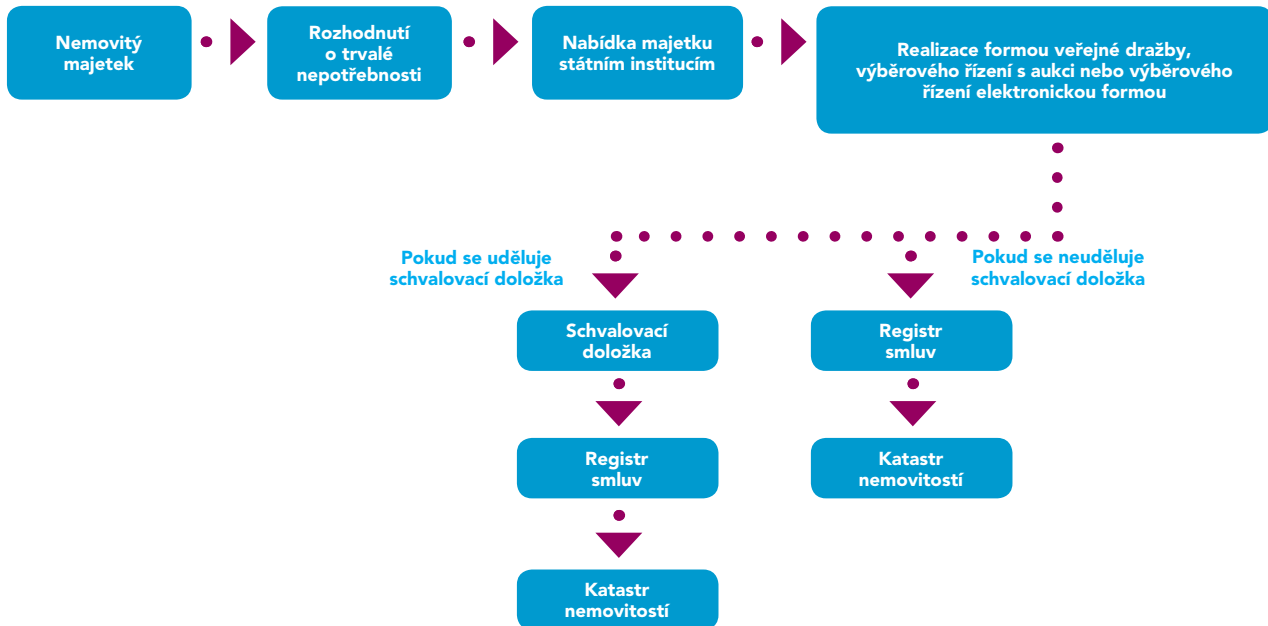 Nemovitý
majetek
Rozhodnutí
o trvalé
nepotřebnosti
Nabídka majetku
státním institucím
Realizace formou veřejné dražby,
výběrového řízení s aukci nebo výběrového
řízení elektronickou formou
Pokud se uděluje
schvalovací doložka
Pokud se neuděluje
schvalovací doložka
Schvalovací
doložka
Registr
smluv
Registr
smluv
Katastr
nemovitostí
Katastr
nemovitostí